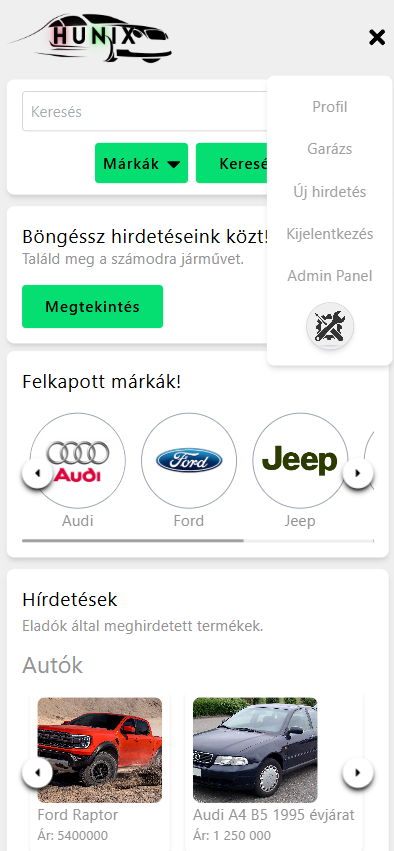 HUNIX
Keresés
Márkák
Keresé
Profil
Garázs
Új hirdetés
Kijelentkezés
Admin Panel
Böngéssz hirdetéseink közt!
Találd meg a számodra járművet.
Megtekintés
Felkapott márkák!
Audi
Ford
Jeep
Audi
Ford
Jeep
Hírdetések
Eladók által meghirdetett termékek.
Autók
Ford Raptor
Ár: 5400000
Audi A4 B5 1995 évjárat
Ár: 1 250 000